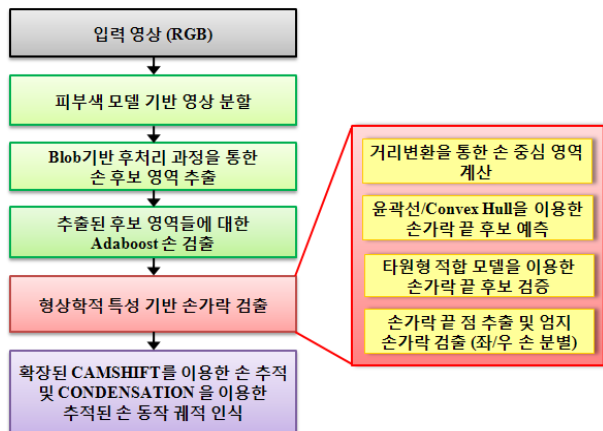 입력 영상 (RGB)
피부색 모델 기반 영상 분할
Blob기반 후처리 과정을 통한
손 후보 영역 추출
추출된 후보 영역들에 대한
Adaboost 손 검출
형상학적 특성 기반 손가락 검출
확장된 CAMSHIFT를 이용한 손 추적
및 CONDENSATION 을 이용한
추적된 손 동작 궤적 인식
거리변환을 통한 손 중심 영역
계산
윤곽선/Convex Hull을 이용한
손가락 끝 후보 예측
타원형 적합 모델을 이용한
손가락 끝 후보 검증
손가락 끝 점 추출 및 엄지
손가락 검출 (좌/우 손 분별)